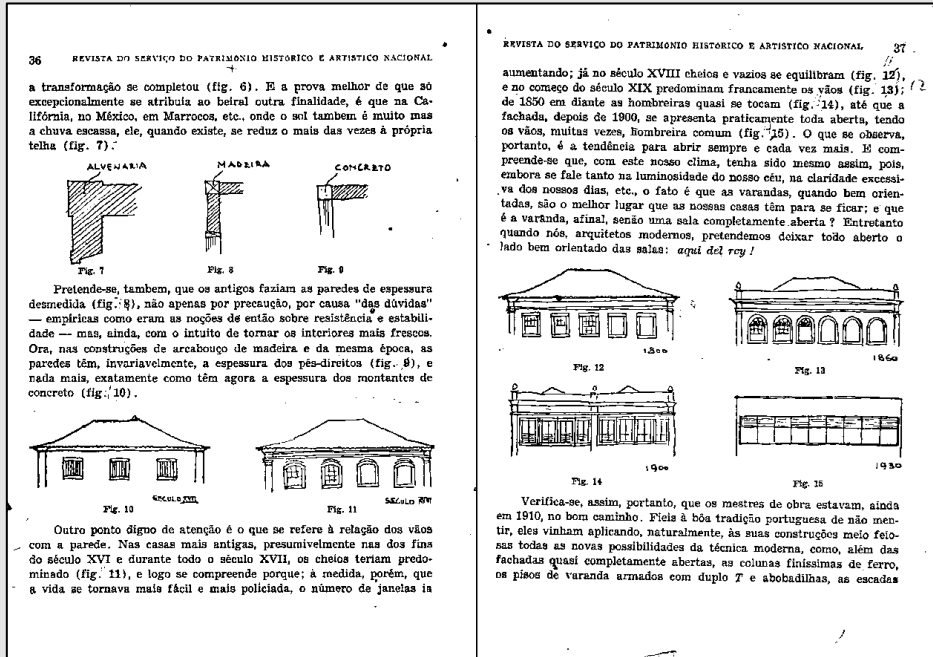 36 REVISTA DO SERVIÇO DO PATRIMÔNIO HISTÓRICO E ARTÍSTICO NACIONAL
a transformação se completou (fig. 6). E a prova melhor de que só
excepcionalmente se atribuia ao beiral outra finalidade, é que na Ca-
lifórnia, no México, em Marrocos, etc., onde o sol tambem é muito mas
a chuva escassa, ele, quando existe, se reduz o mais das vezes à própria
telha (fig. 7).
ALVENARIA
MADEIRA
CONCRETO
Fig. 7
Fig. 8
Fig. 9
Pretende-se, tambem, que os antigos faziam as paredes de espessura
desmedida (fig. 8), não apenas por precaução, por causa "das dúvidas"
— empíricas como eram as noções de então sobre resistência e estabili-
dade — mas, ainda, com o intuito de tornar os interiores mais frescos.
Ora, nas construções de arcabouço de madeira e da mesma época, as
paredes têm, invariavelmente, a espessura dos pés-direitos (fig. 9), e
nada mais, exatamente como têm agora a espessura dos montantes de
concreto (fig. 10).
SÉCULO XVII
SÉCULO XVIII
Fig. 10
Fig. 11
Outro ponto digno de atenção é o que se refere à relação dos vãos
com a parede. Nas casas mais antigas, presumivelmente nas dos fins
do século XVI e durante todo o século XVII, os cheios teriam predo-
minado (fig. 11), e logo se compreende porque; à medida, porém, que
a vida se tornava mais fácil e mais policiada, o número de janelas ia
REVISTA DO SERVIÇO DO PATRIMÔNIO HISTÓRICO E ARTÍSTICO NACIONAL 37
aumentando; já no século XVIII cheios e vazios se equilibram (fig. 12),
e no começo do século XIX predominam francamente os vãos (fig. 13); 12
de 1850 em diante as hombreiras quasi se tocam (fig. 14), até que a
fachada, depois de 1900, se apresenta praticamente toda aberta, tendo
os vãos, muitas vezes, hombreira comum (fig. 15). O que se observa,
portanto, é a tendência para abrir sempre e cada vez mais. E com-
preende-se que, com este nosso clima, tenha sido mesmo assim, pois,
embora se fale tanto na luminosidade do nosso céu, na claridade excessi-
va dos nossos dias, etc., o fato é que as varandas, quando bem orien-
tadas, são o melhor lugar que as nossas casas têm para se ficar; e que
é a varanda, afinal, senão uma sala completamente aberta ? Entretanto
quando nós, arquitetos modernos, pretendemos deixar todo aberto o
lado bem orientado das salas: aqui del rey !
1800
1860
Fig. 12
Fig. 13
1900
1930
Fig. 14
Fig. 15
Verifica-se, assim, portanto, que os mestres de obra estavam, ainda
em 1910, no bom caminho. Fieis à bôa tradição portuguesa de não men-
tir, eles vinham aplicando, naturalmente, às suas construções meio feio-
sas todas as novas possibilidades da técnica moderna, como, além das
fachadas quasi completamente abertas, as colunas finíssimas de ferro,
os pisos de varanda armados com duplo T e abobadilhas, as escadas